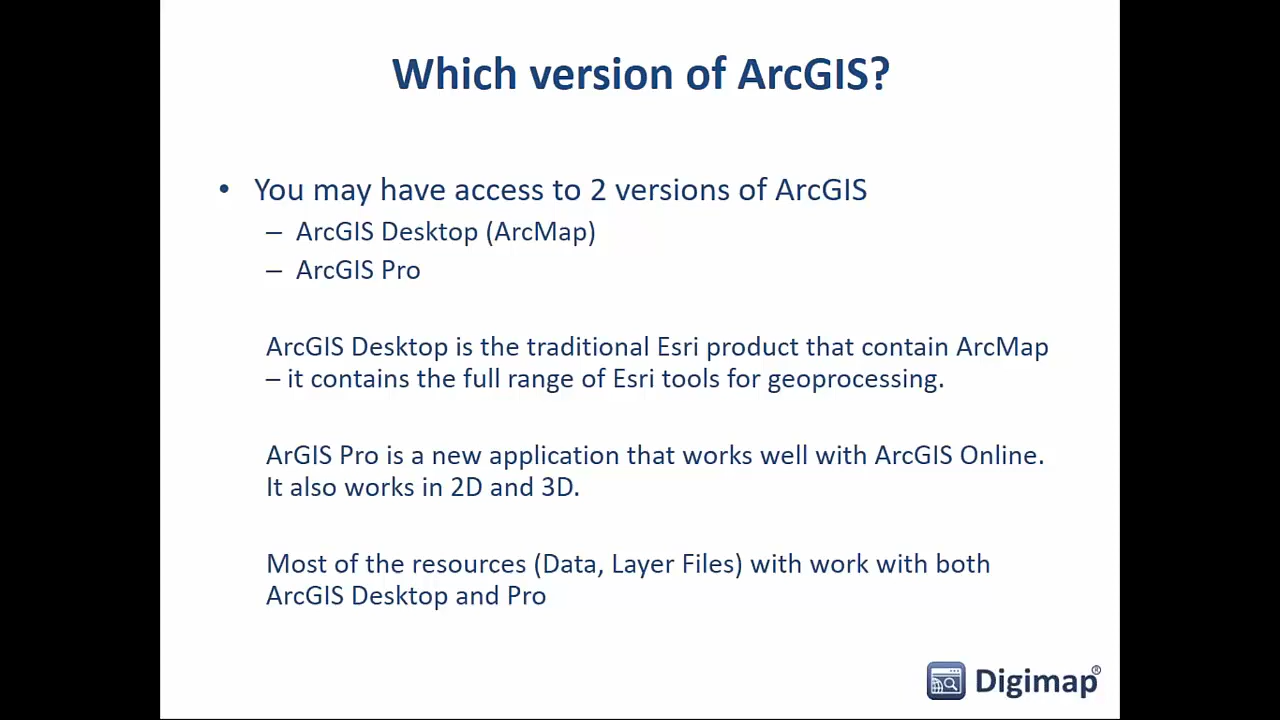 Which version of ArcGIS?
• You may have access to 2 versions of ArcGIS
– ArcGIS Desktop (ArcMap)
– ArcGIS Pro
ArcGIS Desktop is the traditional Esri product that contain ArcMap
– it contains the full range of Esri tools for geoprocessing.
ArGIS Pro is a new application that works well with ArcGIS Online.
It also works in 2D and 3D.
Most of the resources (Data, Layer Files) with work with both
ArcGIS Desktop and Pro
Digimap®